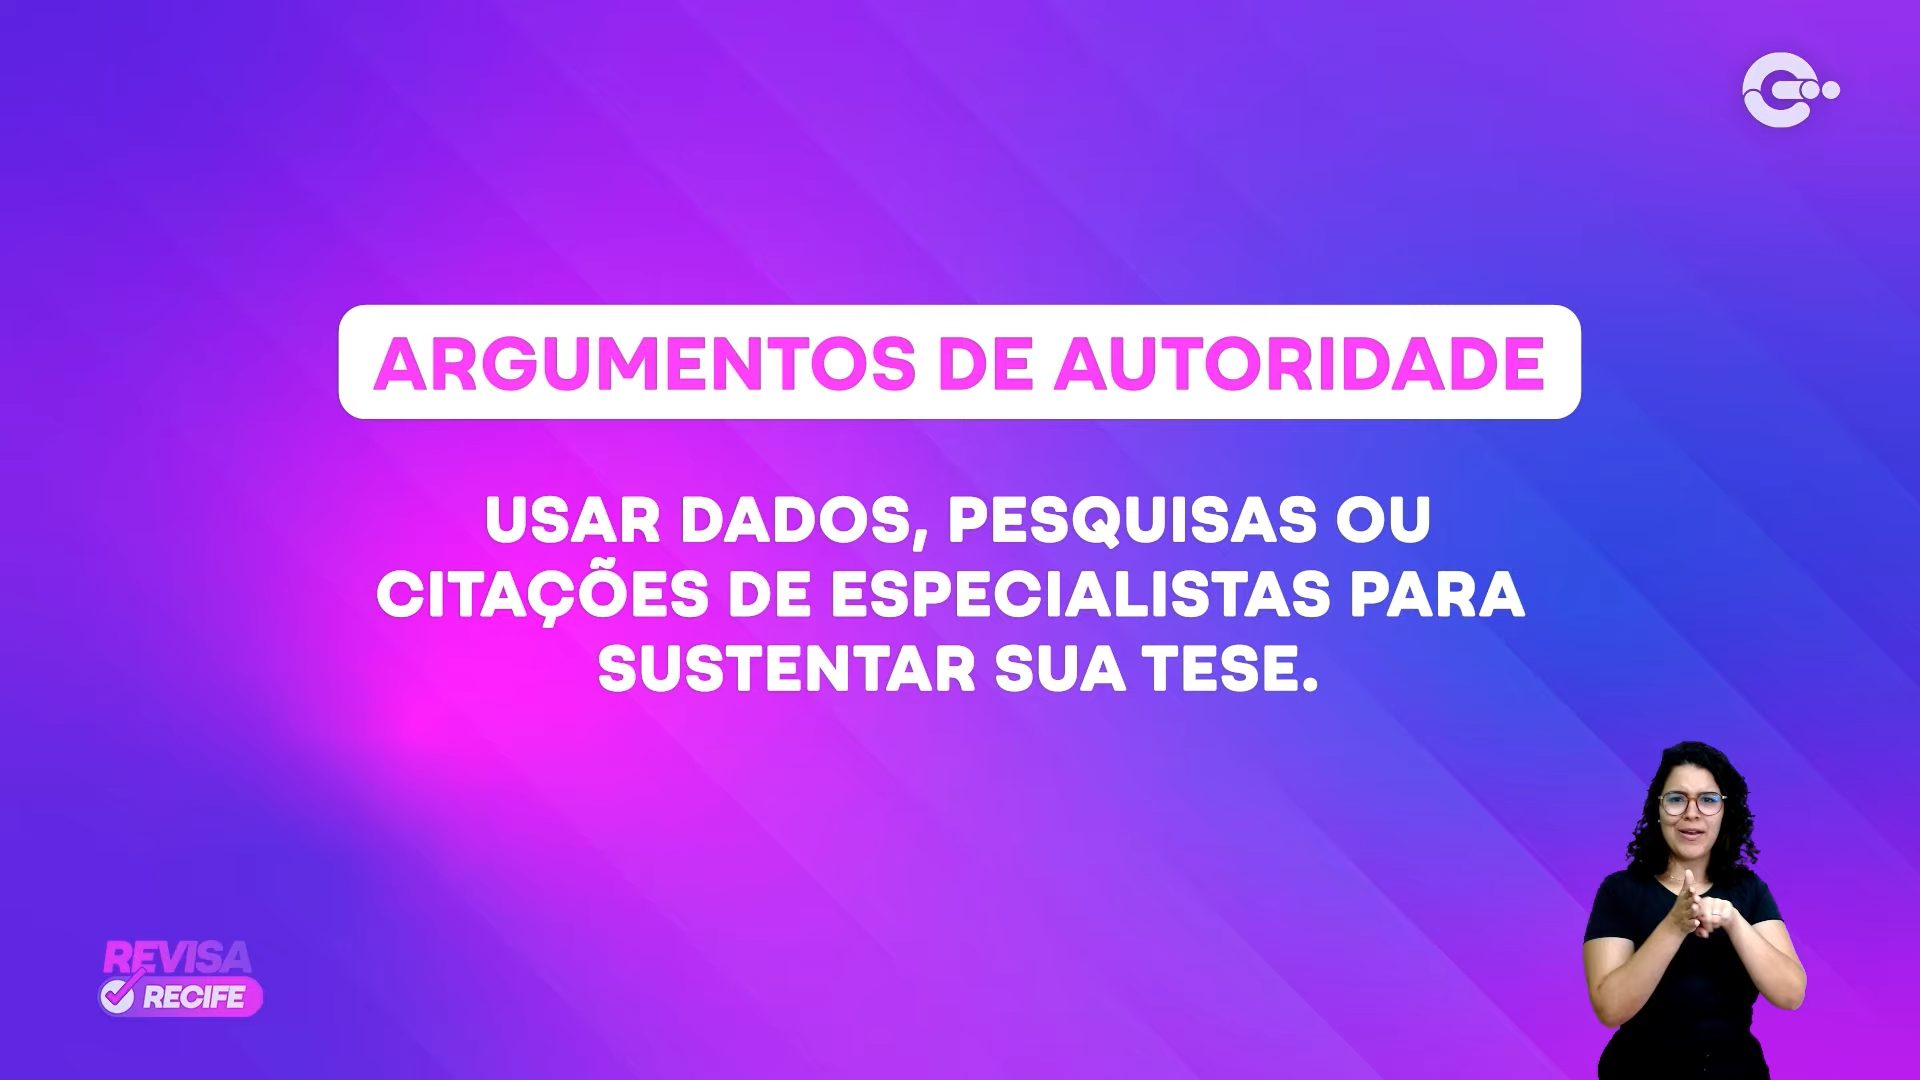 ARGUMENTOS DE AUTORIDADE
USAR DADOS, PESQUISAS OU
CITAÇÕES DE ESPECIALISTAS PARA
SUSTENTAR SUA TESE.
REVISA
RECIFE